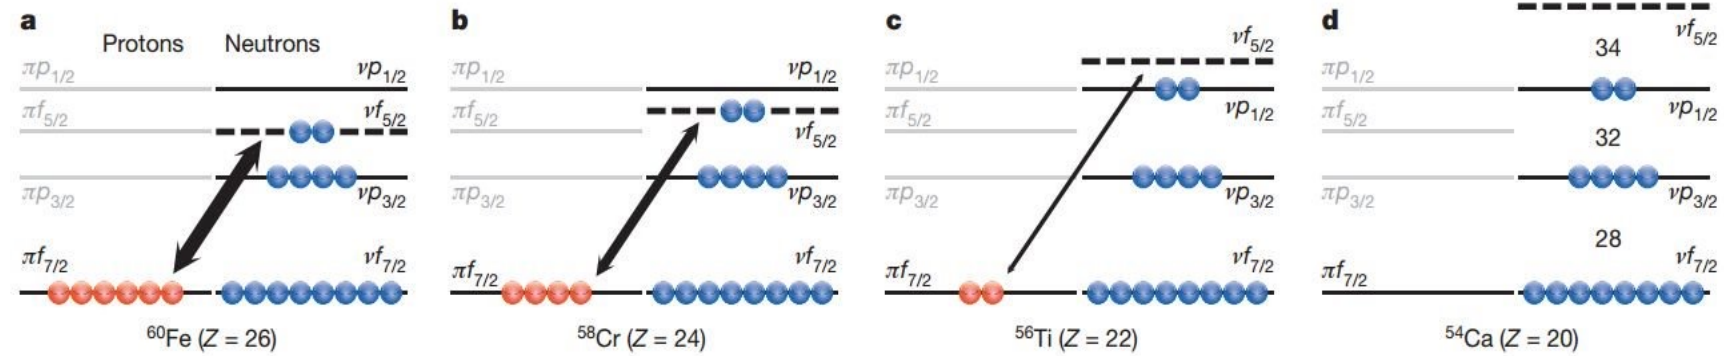 a
Protons Neutrons
πp1/2
νp1/2
πf5/2
νf5/2
πp3/2
νp3/2
πf7/2
νf7/2
60Fe (Z = 26)
b
πp1/2
νp1/2
πf5/2
νf5/2
πp3/2
νp3/2
πf7/2
νf7/2
58Cr (Z = 24)
c
νf5/2
πp1/2
νp1/2
πf5/2
πp3/2
νp3/2
πf7/2
νf7/2
56Ti (Z = 22)
d
νf5/2
34
πp1/2
νp1/2
πf5/2
32
πp3/2
νp3/2
28
πf7/2
νf7/2
54Ca (Z = 20)